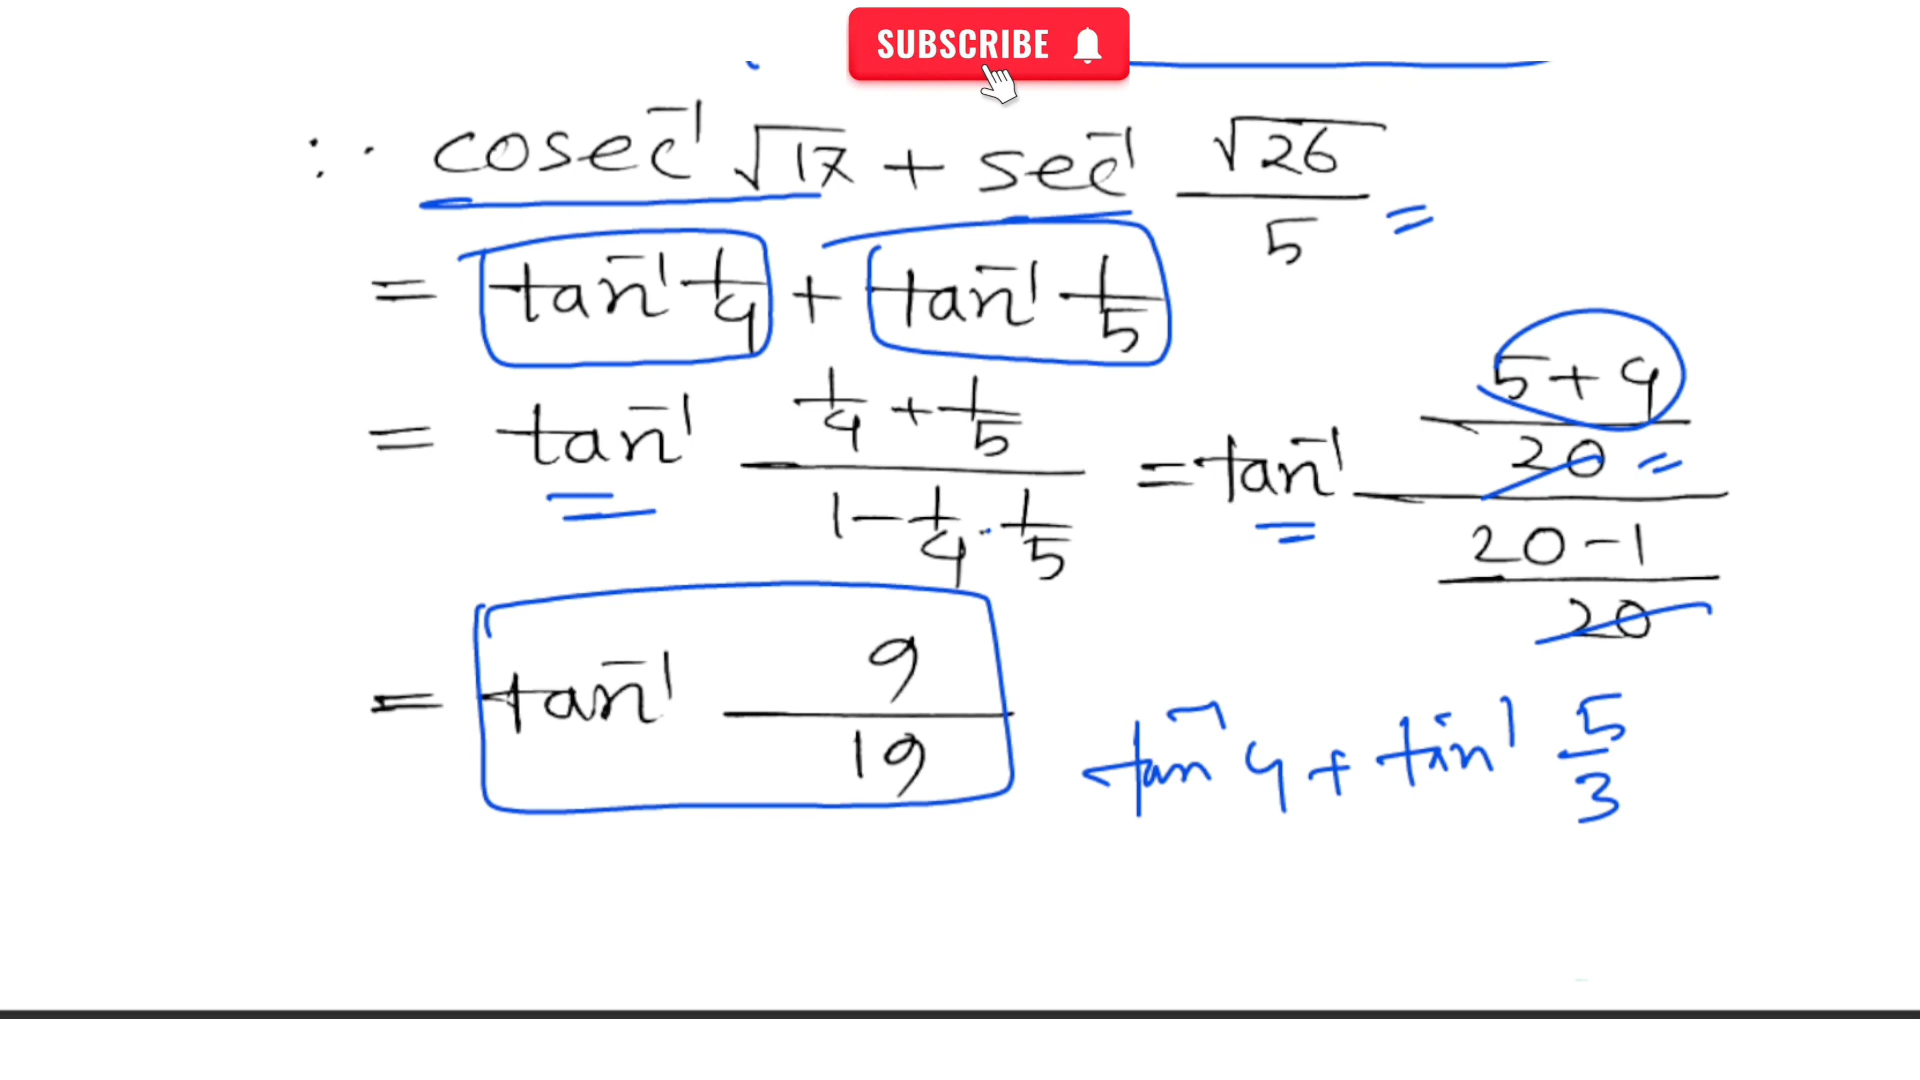 SUBSCRIBE
∵ cosec⁻¹ √17 + sec⁻¹ √26/5 =
= tan⁻¹ 1/4 + tan⁻¹ 1/5
= tan⁻¹ (1/4 + 1/5)/(1 - 1/4 · 1/5) = tan⁻¹ ((5+4)/20)/((20-1)/20) =
= tan⁻¹ 9/19
tan⁻¹ 4 + tan⁻¹ 5/3